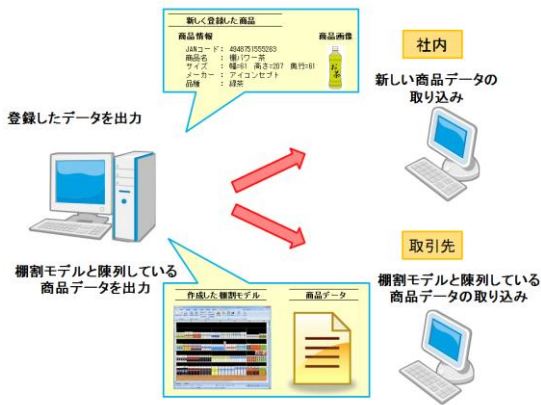 新しく登録した商品
商品情報
商品画像
JANコード： 4946751555263
商品名 ： 棚パワー茶
サイズ ： 幅=61 高さ=207 奥行=61
メーカー ： アイコンセプト
品種 ： 緑茶
お茶
社内
新しい商品データの
取り込み
登録したデータを出力
取引先
棚割モデルと陳列している
商品データの取り込み
棚割モデルと陳列している
商品データを出力
作成した棚割モデル
商品データ